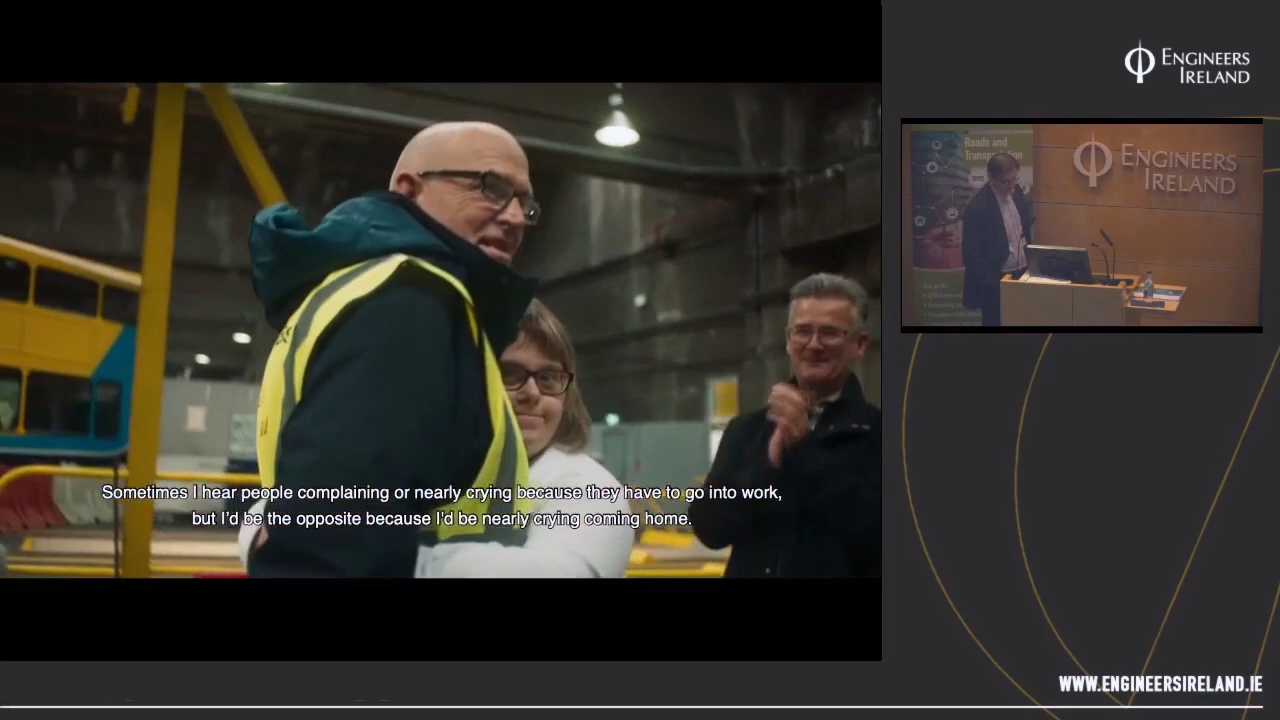 ENGINEERS
IRELAND
Roads and
Transportation
ENGINEERS
IRELAND
Sometimes I hear people complaining or nearly crying because they have to go into work,
but I'd be the opposite because I'd be nearly crying coming home.
WWW.ENGINEERSIRELAND.IE